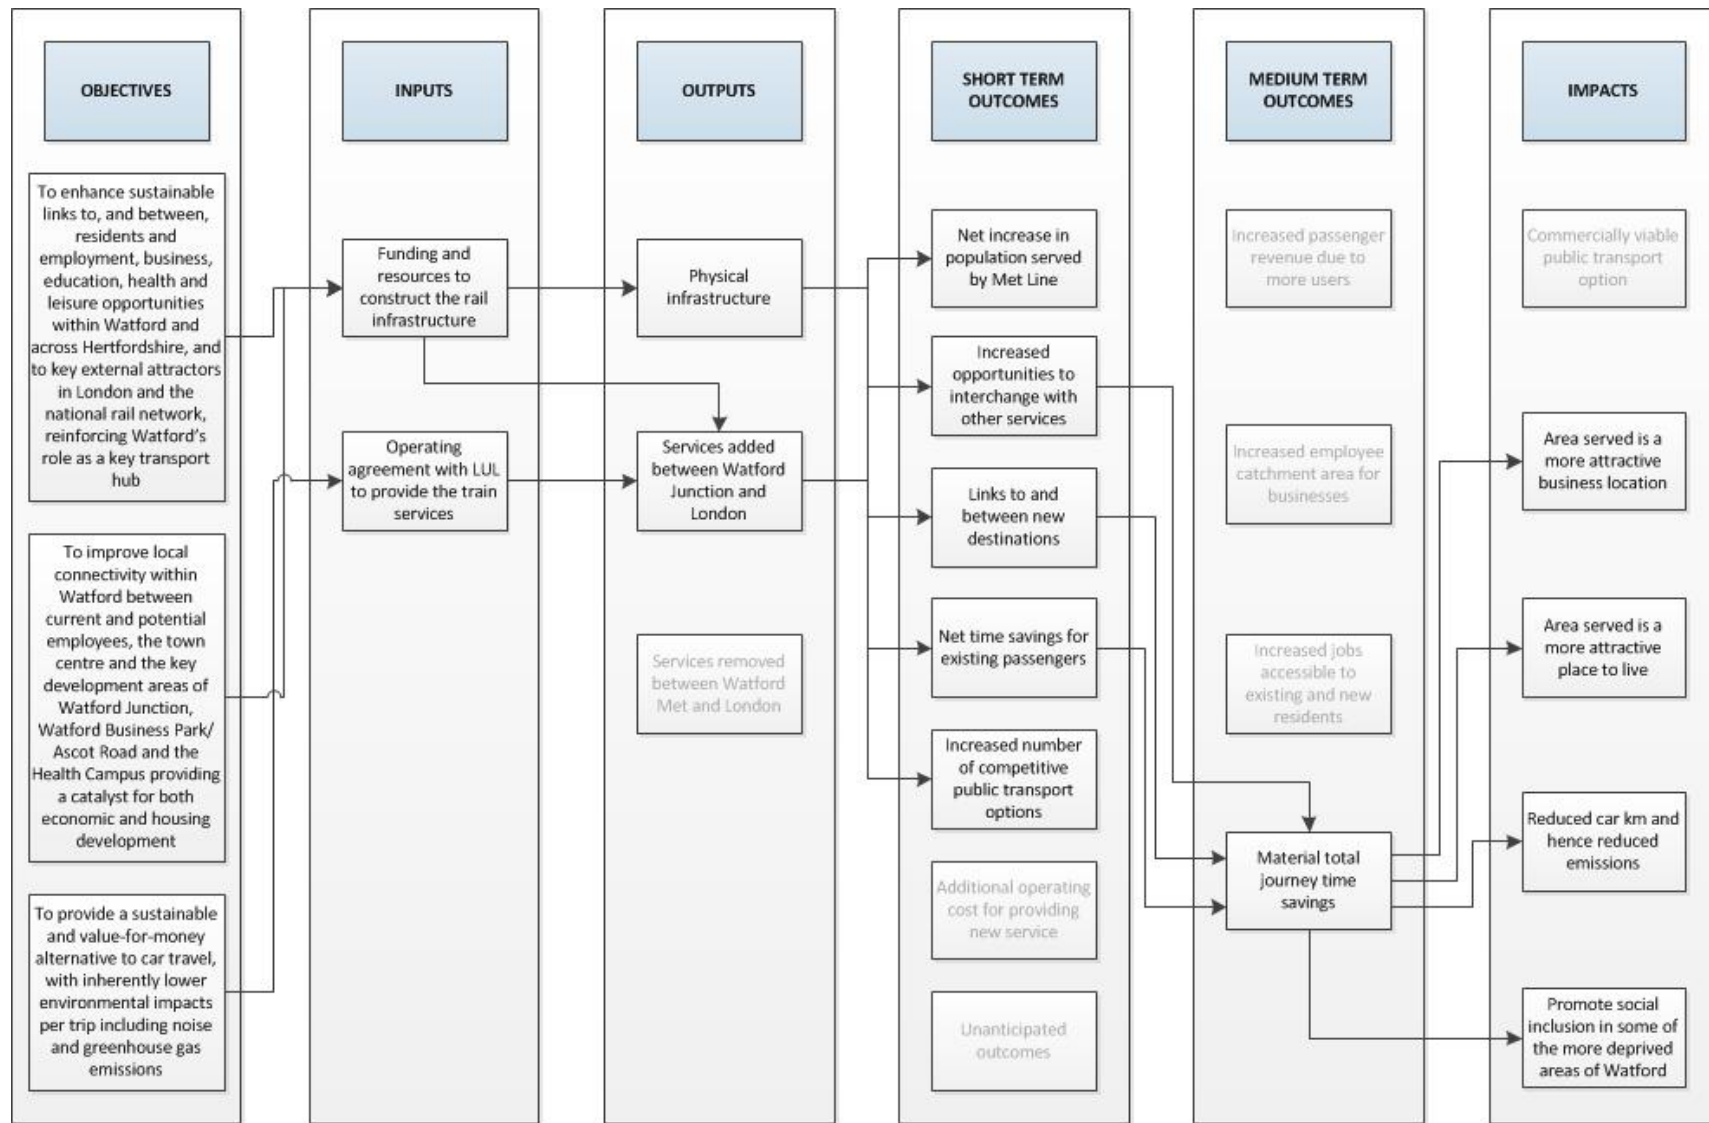 OBJECTIVES
To enhance sustainable
links to, and between,
residents and
employment, business,
education, health and
leisure opportunities
within Watford and
across Hertfordshire, and
to key external attractors
in London and the
national rail network,
reinforcing Watford's
role as a key transport
hub
To improve local
connectivity within
Watford between
current and potential
employees, the town
centre and the key
development areas of
Watford Junction,
Watford Business Park/
Ascot Road and the
Health Campus providing
a catalyst for both
economic and housing
development
To provide a sustainable
and value-for-money
alternative to car travel,
with inherently lower
environmental impacts
per trip including noise
and greenhouse gas
emissions
INPUTS
Funding and
resources to
construct the rail
infrastructure
Operating
agreement with LUL
to provide the train
services
OUTPUTS
Physical
infrastructure
Services added
between Watford
Junction and
London
Services removed
between Watford
Met and London
SHORT TERM
OUTCOMES
Net increase in
population served
by Met Line
Increased
opportunities to
interchange with
other services
Links to and
between new
destinations
Net time savings for
existing passengers
Increased number
of competitive
public transport
options
Additional operating
cost for providing
new service
Unanticipated
outcomes
MEDIUM TERM
OUTCOMES
Increased passenger
revenue due to
more users
Increased employee
catchment area for
businesses
Increased jobs
accessible to
existing and new
residents
Material total
journey time
savings
IMPACTS
Commercially viable
public transport
option
Area served is a
more attractive
business location
Area served is a
more attractive
place to live
Reduced car km and
hence reduced
emissions
Promote social
inclusion in some of
the more deprived
areas of Watford